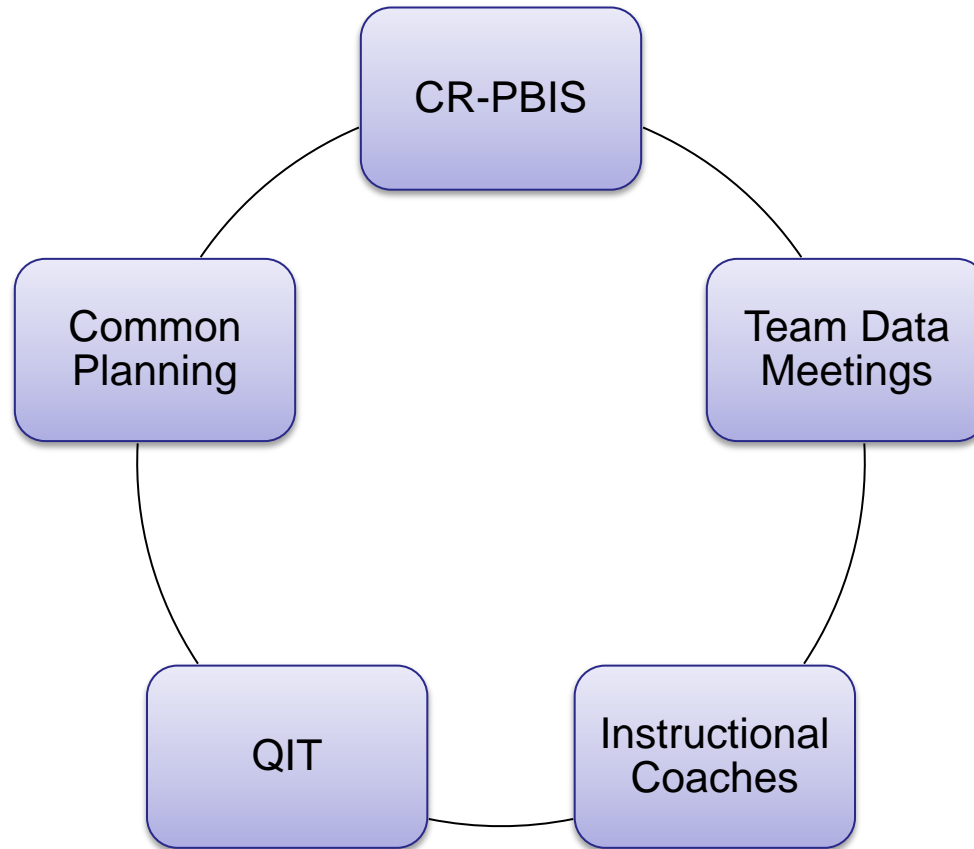 CR-PBIS
Common
Planning
Team Data
Meetings
QIT
Instructional
Coaches